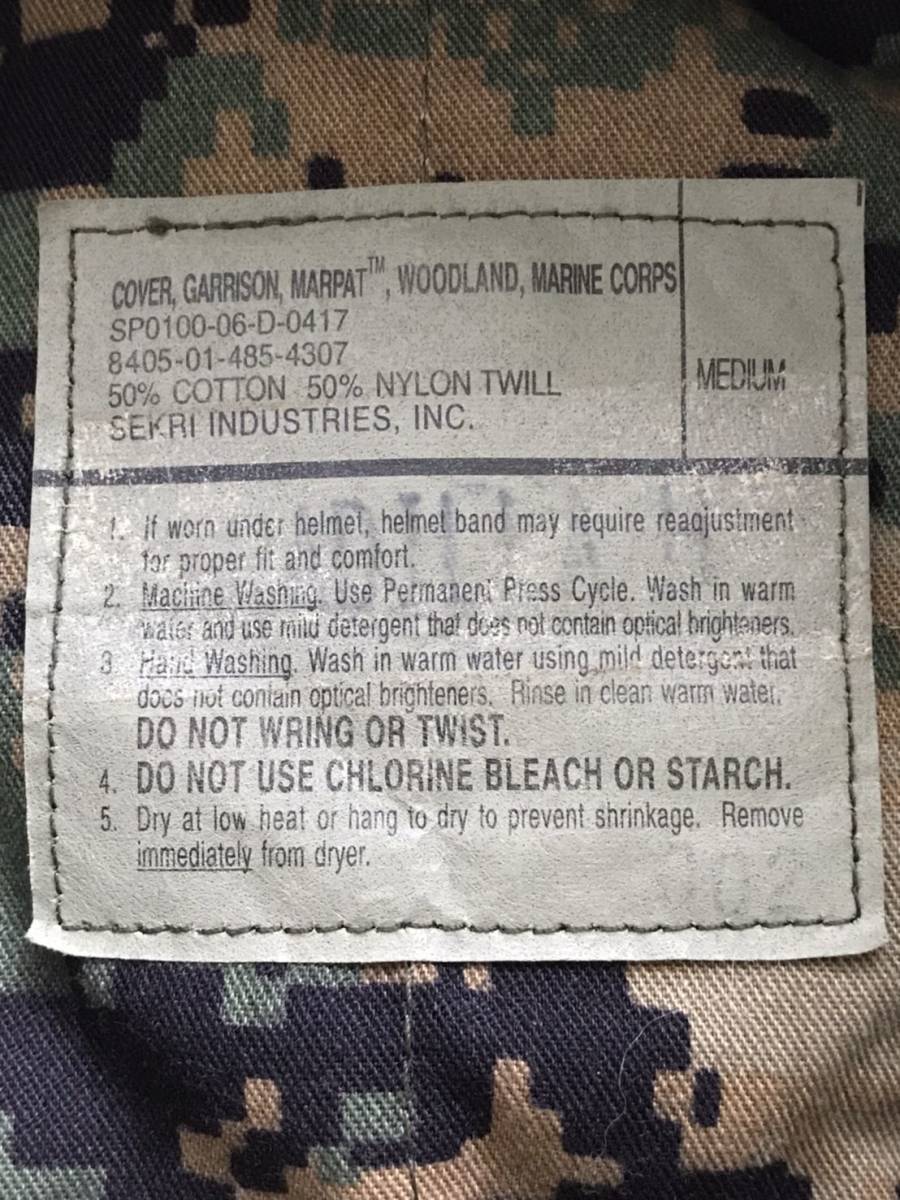 COVER, GARRISON, MARPAT™, WOODLAND, MARINE CORPS
SP0100-06-D-0417
8405-01-485-4307
50% COTTON 50% NYLON TWILL
SEKRI INDUSTRIES, INC.
MEDIUM
1. If worn under helmet, helmet band may require readjustment
for proper fit and comfort.
2. Machine Washing. Use Permanent Press Cycle. Wash in warm
water and use mild detergent that does not contain optical brighteners.
3 Hand Washing. Wash in warm water using mild detergent that
does not contain optical brighteners. Rinse in clean warm water.
DO NOT WRING OR TWIST.
4. DO NOT USE CHLORINE BLEACH OR STARCH.
5. Dry at low heat or hang to dry to prevent shrinkage. Remove
immediately from dryer.